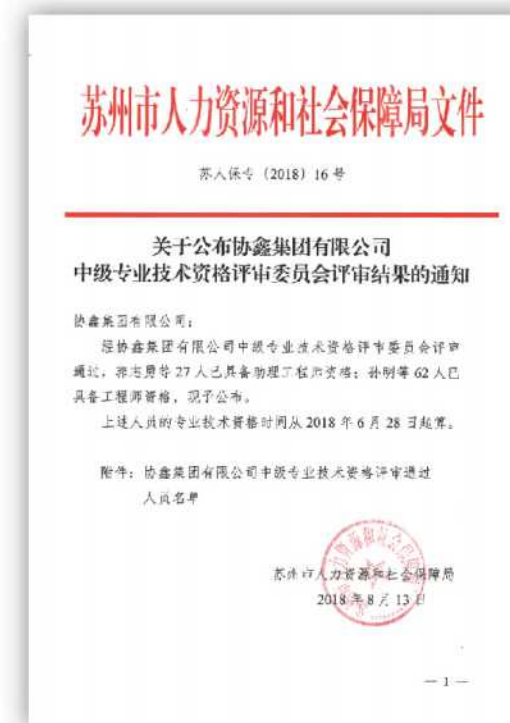 苏州市人力资源和社会保障局文件
苏人保专〔2018〕16号
关于公布协鑫集团有限公司
中级专业技术资格评审委员会评审结果的通知
协鑫集团有限公司：
经协鑫集团有限公司中级专业技术资格评审委员会评审
通过，志勇等27人已具备助理工程师资格；孙明等62人已
具备工程师资格，现予公布。
上述人员的专业技术资格时间从2018年6月28日起算。
附件：协鑫集团有限公司中级专业技术资格评审通过
人员名单
苏州市人力资源和社会保障局
2018年8月13日
— 1 —